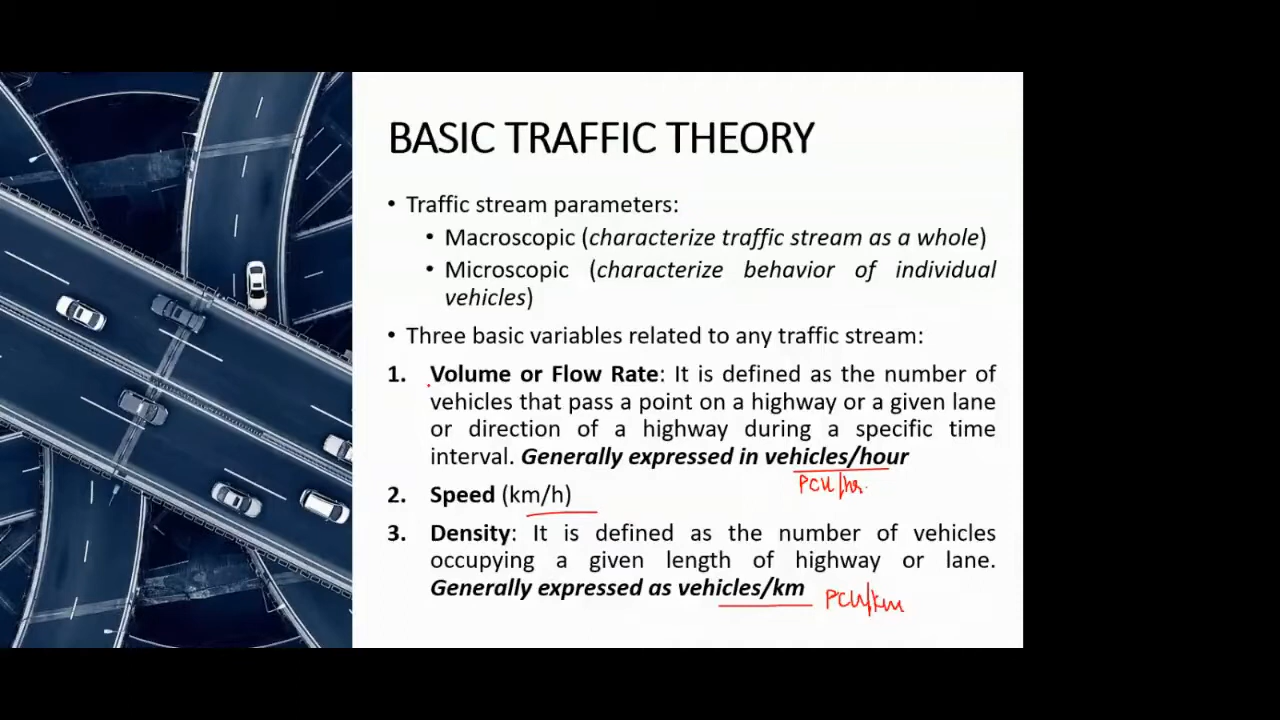 BASIC TRAFFIC THEORY
• Traffic stream parameters:
• Macroscopic (characterize traffic stream as a whole)
• Microscopic (characterize behavior of individual
vehicles)
• Three basic variables related to any traffic stream:
1. Volume or Flow Rate: It is defined as the number of
vehicles that pass a point on a highway or a given lane
or direction of a highway during a specific time
interval. Generally expressed in vehicles/hour
PCU/hr.
2. Speed (km/h)
3. Density: It is defined as the number of vehicles
occupying a given length of highway or lane.
Generally expressed as vehicles/km
PCU/km